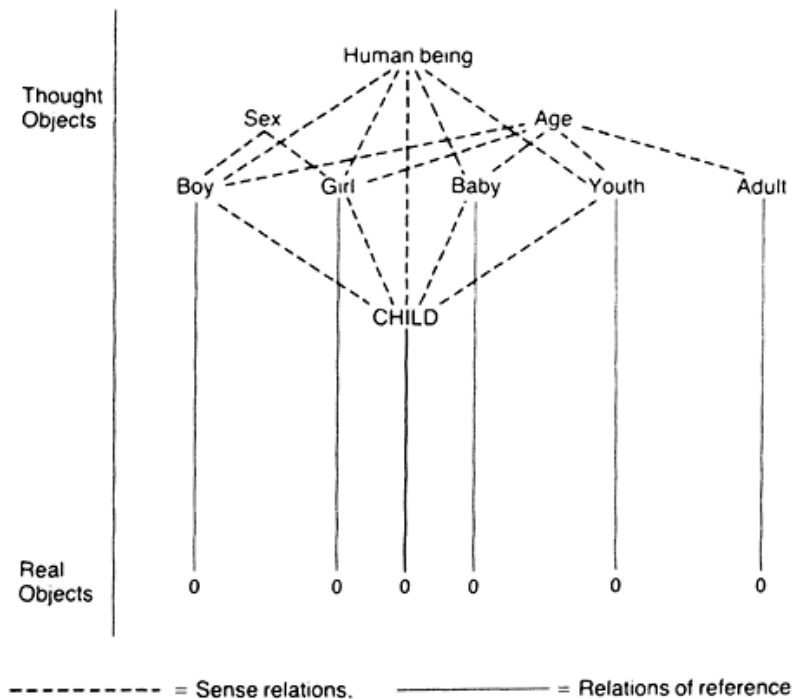 Human being
Thought
Objects
Sex
Age
Boy
Girl
Baby
Youth
Adult
CHILD
Real
Objects
0 0 0 0 0 0
= Sense relations. = Relations of reference